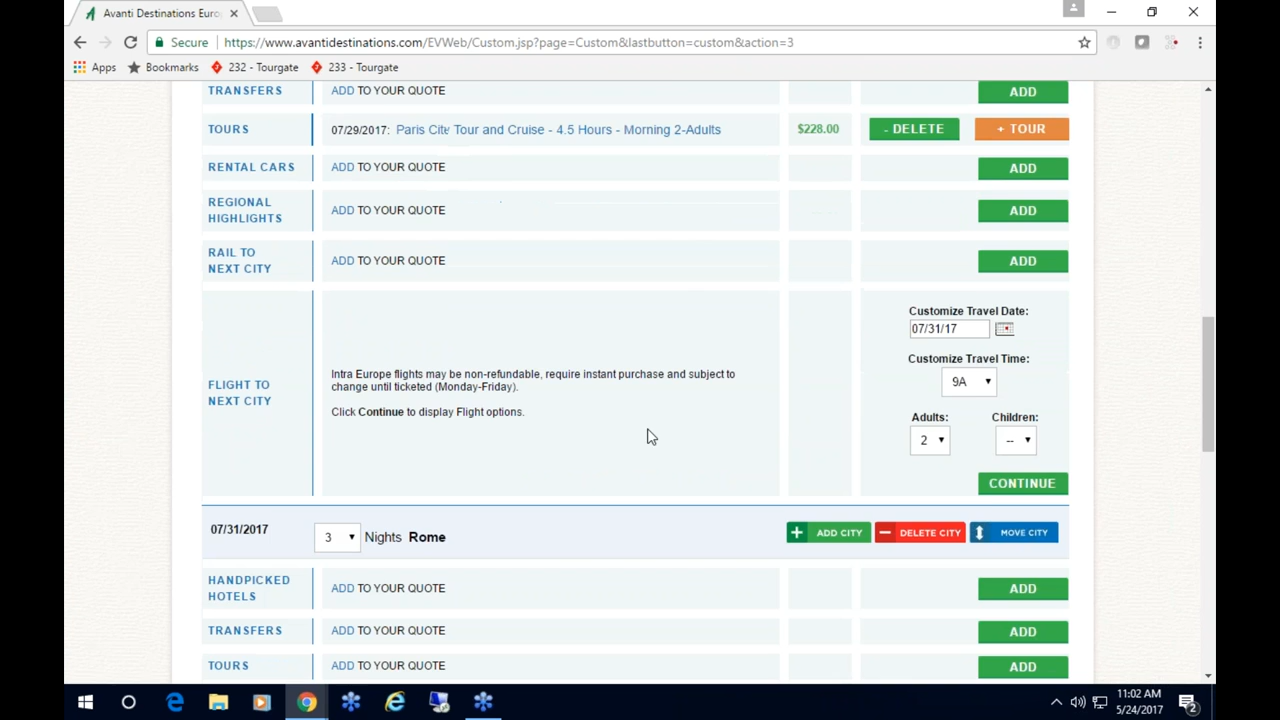 Avanti Destinations Euro
Secure
https://www.avantidestinations.com/EVWeb/Custom.jsp?page=Custom&lastbutton=custom&action=3
Apps
Bookmarks
232 - Tourgate
233 - Tourgate
TRANSFERS
ADD TO YOUR QUOTE
ADD
TOURS
07/29/2017: Paris City Tour and Cruise - 4.5 Hours - Morning 2-Adults
$228.00
- DELETE
+ TOUR
RENTAL CARS
ADD TO YOUR QUOTE
ADD
REGIONAL
HIGHLIGHTS
ADD TO YOUR QUOTE
ADD
RAIL TO
NEXT CITY
ADD TO YOUR QUOTE
ADD
FLIGHT TO
NEXT CITY
Intra Europe flights may be non-refundable, require instant purchase and subject to
change until ticketed (Monday-Friday).
Click Continue to display Flight options.
Customize Travel Date:
07/31/17
Customize Travel Time:
9A
Adults:
Children:
2
--
CONTINUE
07/31/2017
3
Nights Rome
+ ADD CITY
- DELETE CITY
MOVE CITY
HANDPICKED
HOTELS
ADD TO YOUR QUOTE
ADD
TRANSFERS
ADD TO YOUR QUOTE
ADD
TOURS
ADD TO YOUR QUOTE
ADD
11:02 AM
5/24/2017
2